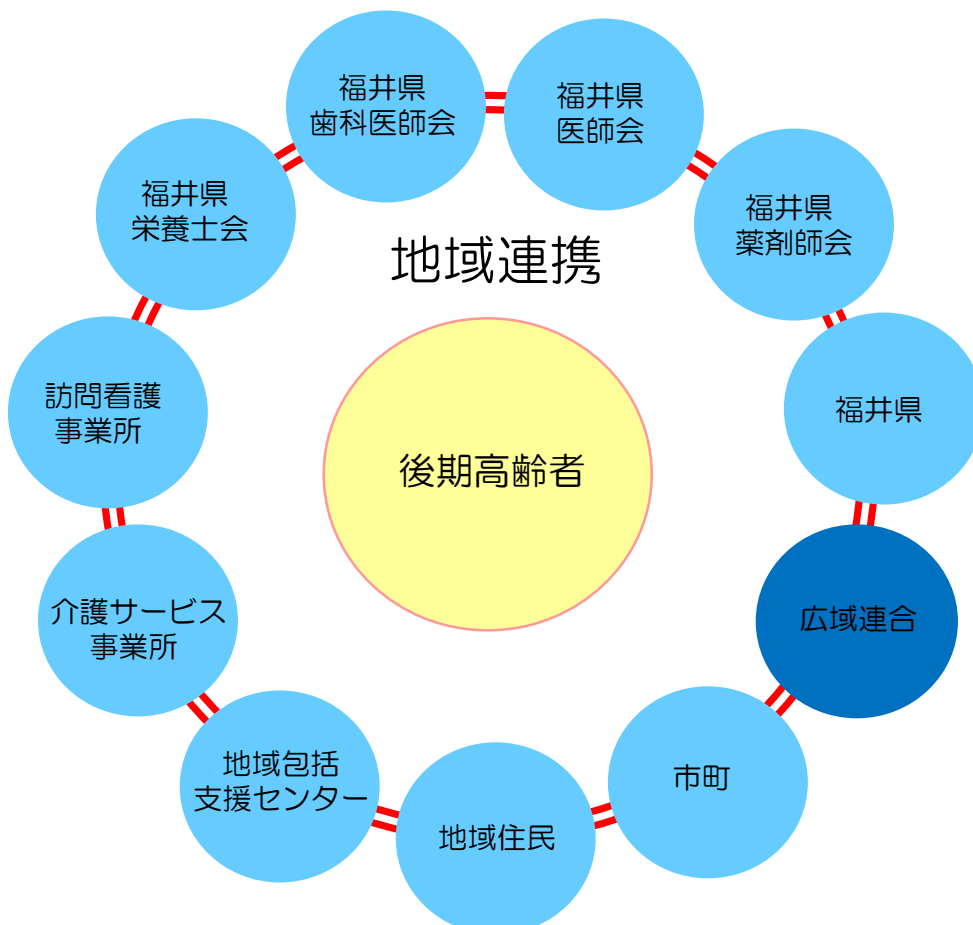 福井県
歯科医師会
福井県
医師会
福井県
栄養士会
福井県
薬剤師会
地域連携
訪問看護
事業所
福井県
後期高齢者
介護サービス
事業所
広域連合
地域包括
支援センター
市町
地域住民